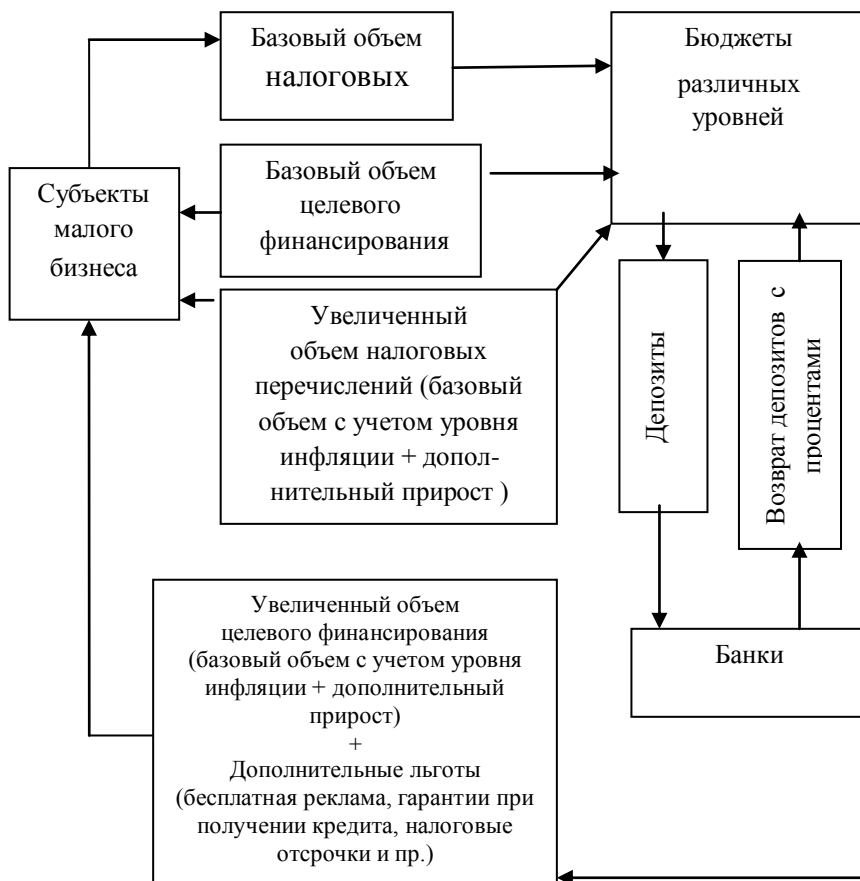 Базовый объем
налоговых
Бюджеты
различных
уровней
Базовый объем
целевого
финансирования
Субъекты
малого
бизнеса
Увеличенный
объем налоговых
перечислений (базовый
объем с учетом уровня
инфляции + допол-
нительный прирост )
Депозиты
Возврат депозитов с
процентами
Увеличенный объем
целевого финансирования
(базовый объем с учетом уровня
инфляции + дополнительный
прирост)
+
Дополнительные льготы
(бесплатная реклама, гарантии при
получении кредита, налоговые
отсрочки и пр.)
Банки